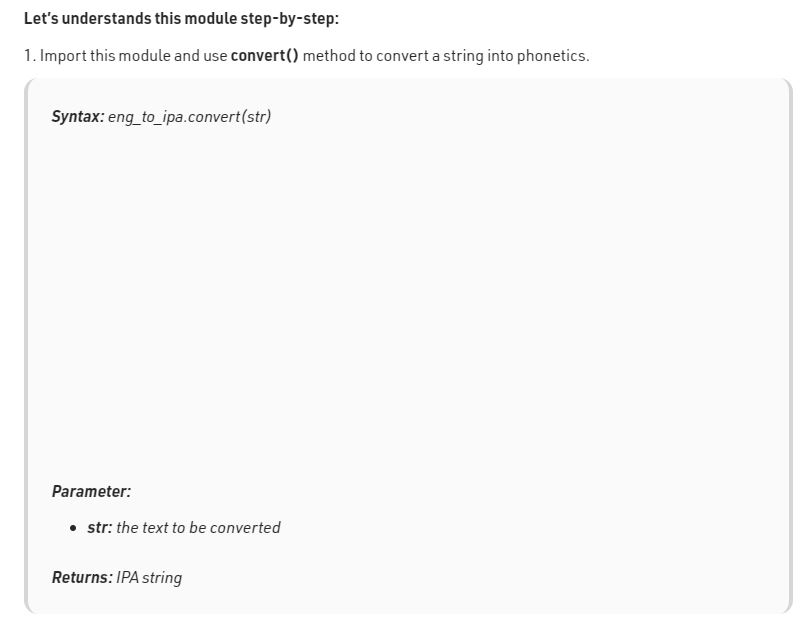 Let's understands this module step-by-step:
1. Import this module and use convert() method to convert a string into phonetics.
Syntax: eng_to_ipa.convert(str)
Parameter:
• str: the text to be converted
Returns: IPA string